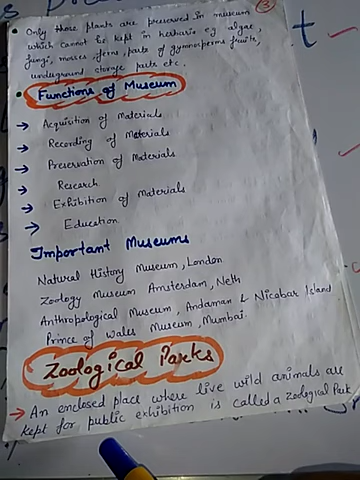 3
• Only those plants are preserved in museum
which cannot be kept in herbaria eg algae,
fungi, mosses, ferns, parts of gymnosperms fruits,
underground storage parts etc.
• Functions of Museum
→ Acquisition of Materials
→ Recording of Materials
→ Preservation of Materials
→ Research
→ Exhibition of Materials
→ Education
Important Museums
Natural History Museum, London
Zoology Museum Amsterdam, Neth
Anthropological Museum, Andaman & Nicobar Island
Prince of Wales Museum, Mumbai
Zoological Parks
→ An enclosed place where live wild animals are
kept for public exhibition is called a Zoological Park